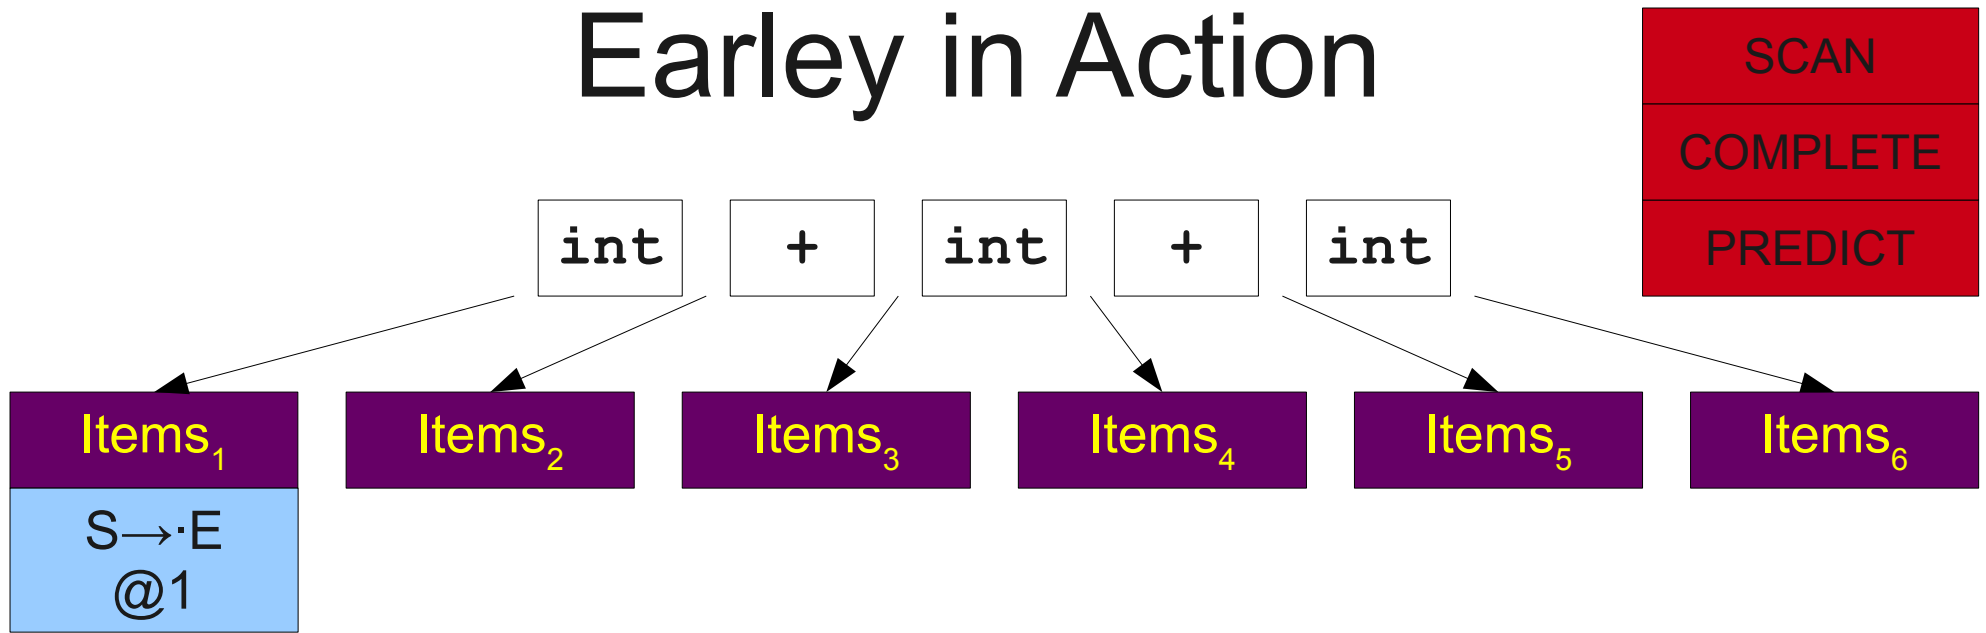 Earley in Action
SCAN
COMPLETE
PREDICT
int + int + int
Items₁ Items₂ Items₃ Items₄ Items₅ Items₆
S→·E
@1